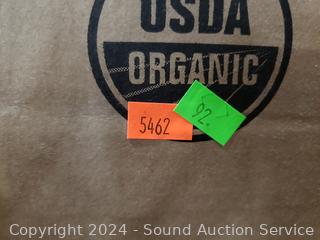 USDA
ORGANIC
5462
92.
Copyright 2024 - Sound Auction Service